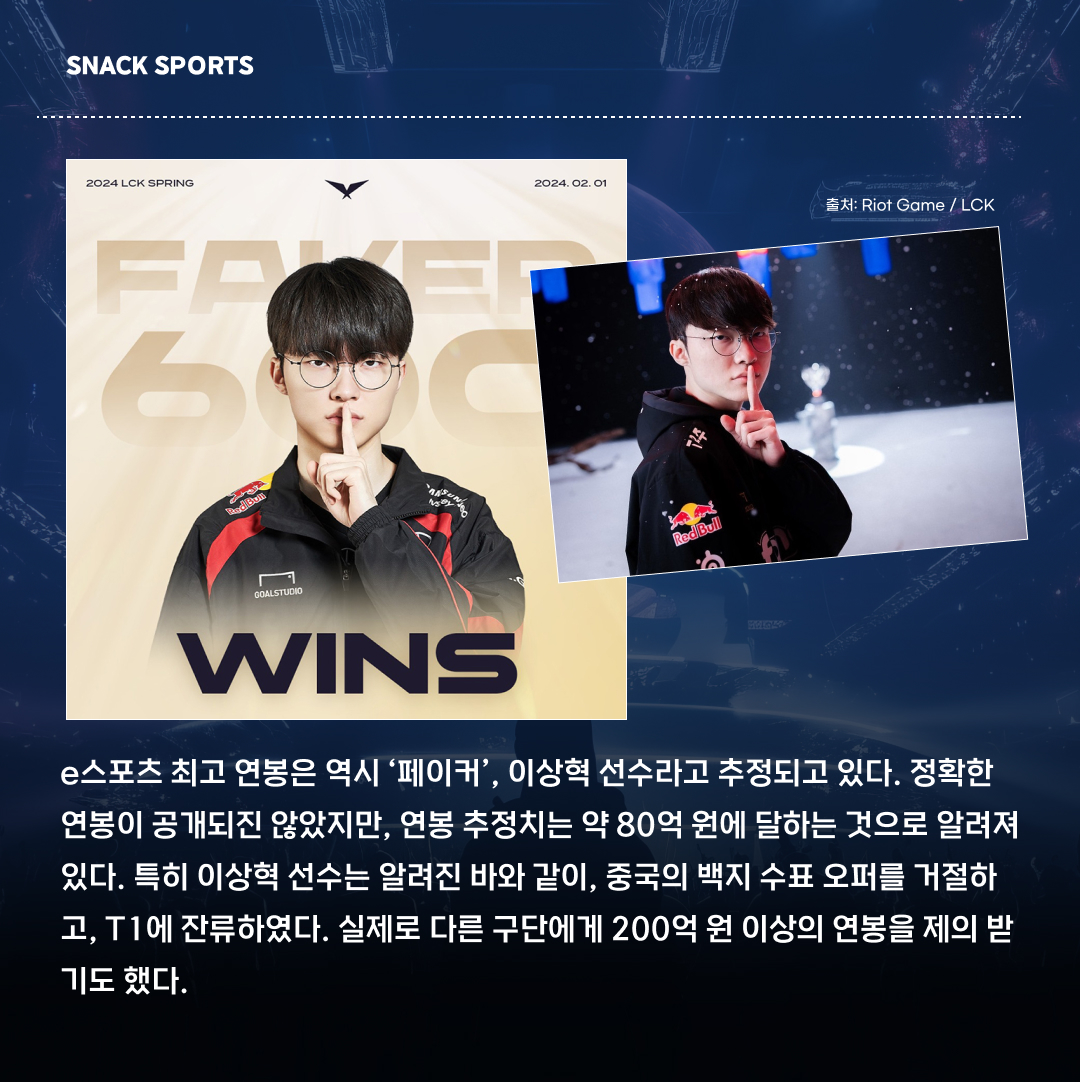 SNACK SPORTS
2024 LCK SPRING
2024. 02. 01
출처: Riot Game / LCK
FAKER
600
Red Bull
GOALSTUDIO
T1
Red Bull
WINS
e스포츠 최고 연봉은 역시 ‘페이커’, 이상혁 선수라고 추정되고 있다. 정확한
연봉이 공개되진 않았지만, 연봉 추정치는 약 80억 원에 달하는 것으로 알려져
있다. 특히 이상혁 선수는 알려진 바와 같이, 중국의 백지 수표 오퍼를 거절하
고, T1에 잔류하였다. 실제로 다른 구단에게 200억 원 이상의 연봉을 제의 받
기도 했다.